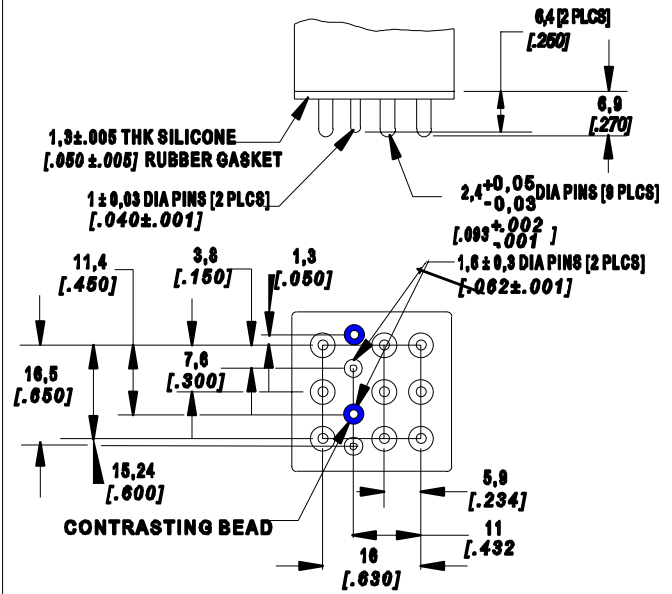 6,4 [2 PLCS]
[.250]
6,9
[.270]
1,3±.005 THK SILICONE
[.050 ±.005] RUBBER GASKET
1 ± 0,03 DIA PINS [2 PLCS]
[.040±.001]
2,4 +0,05 -0,03 DIA PINS [9 PLCS]
[.093 +.002 -.001 ]
1,6 ± 0,3 DIA PINS [2 PLCS]
[.062±.001]
11,4
[.450]
3,8
[.150]
1,3
[.050]
7,6
[.300]
16,5
[.650]
15,24
[.600]
5,9
[.234]
CONTRASTING BEAD
11
[.432
16
[.630]